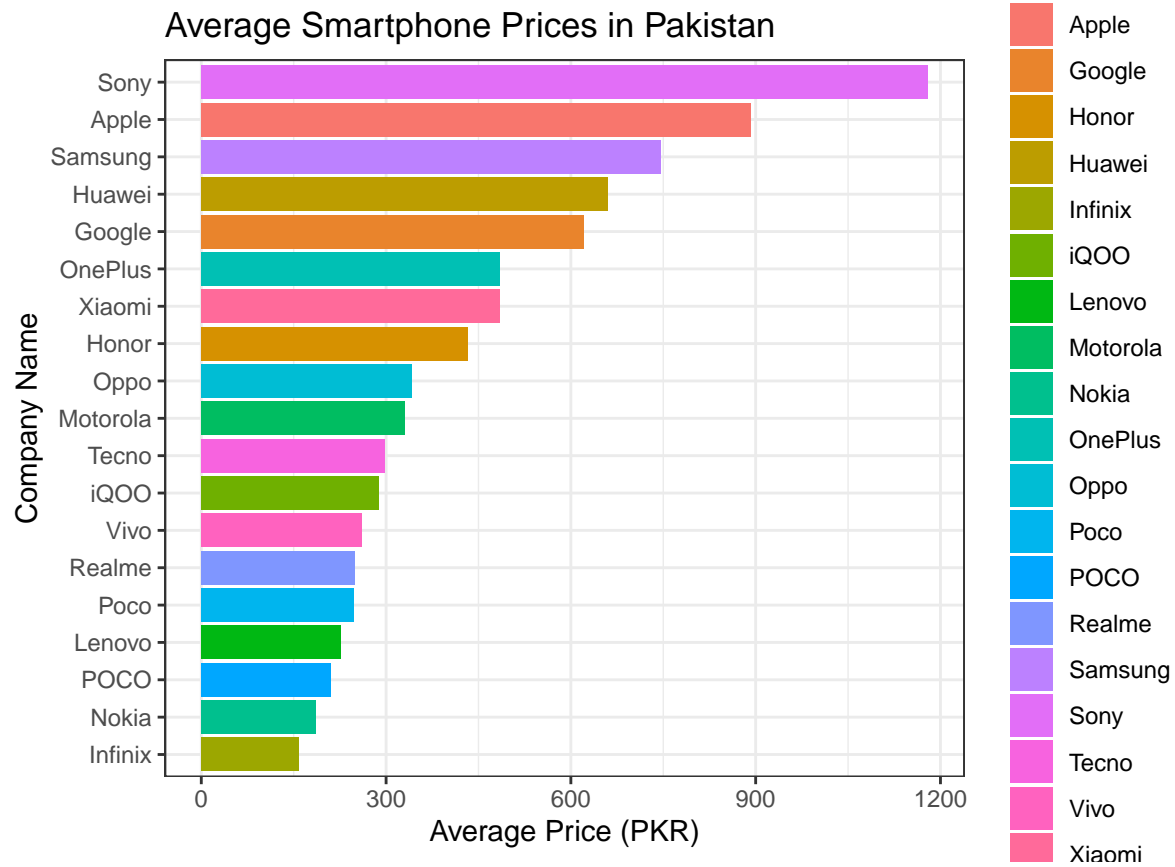 Average Smartphone Prices in Pakistan
Company Name
Sony
Apple
Samsung
Huawei
Google
OnePlus
Xiaomi
Honor
Oppo
Motorola
Tecno
iQOO
Vivo
Realme
Poco
Lenovo
POCO
Nokia
Infinix
0 300 600 900 1200
Average Price (PKR)
Apple
Google
Honor
Huawei
Infinix
iQOO
Lenovo
Motorola
Nokia
OnePlus
Oppo
Poco
POCO
Realme
Samsung
Sony
Tecno
Vivo
Xiaomi